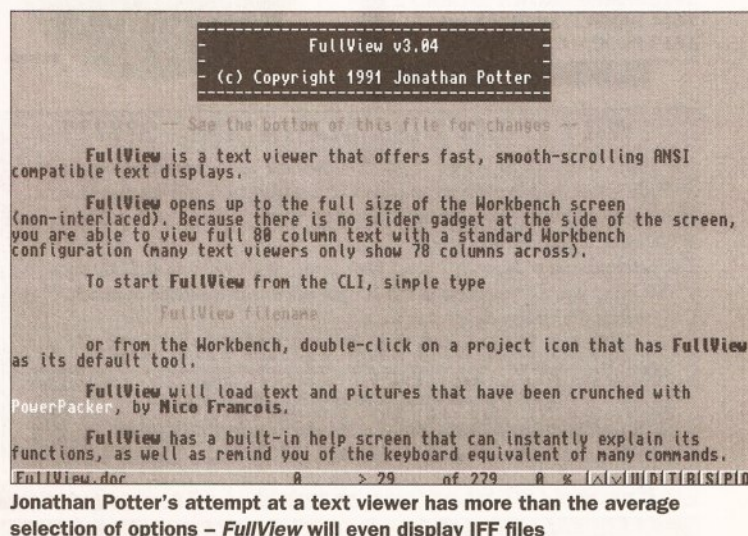 FullView v3.04
(c) Copyright 1991 Jonathan Potter
-- See the bottom of this file for changes --
FullView is a text viewer that offers fast, smooth-scrolling ANSI
compatible text displays.
FullView opens up to the full size of the Workbench screen
(non-interlaced). Because there is no slider gadget at the side of the screen,
you are able to view full 80 column text with a standard Workbench
configuration (many text viewers only show 78 columns across).
To start FullView from the CLI, simple type
FullView filename
or from the Workbench, double-click on a project icon that has FullView
as its default tool.
FullView will load text and pictures that have been crunched with
PowerPacker, by Nico Francois.
FullView has a built-in help screen that can instantly explain its
functions, as well as remind you of the keyboard equivalent of many commands.
FullView.doc 0 > 29 of 279 0 % U D T B S P D
Jonathan Potter's attempt at a text viewer has more than the average
selection of options – FullView will even display IFF files